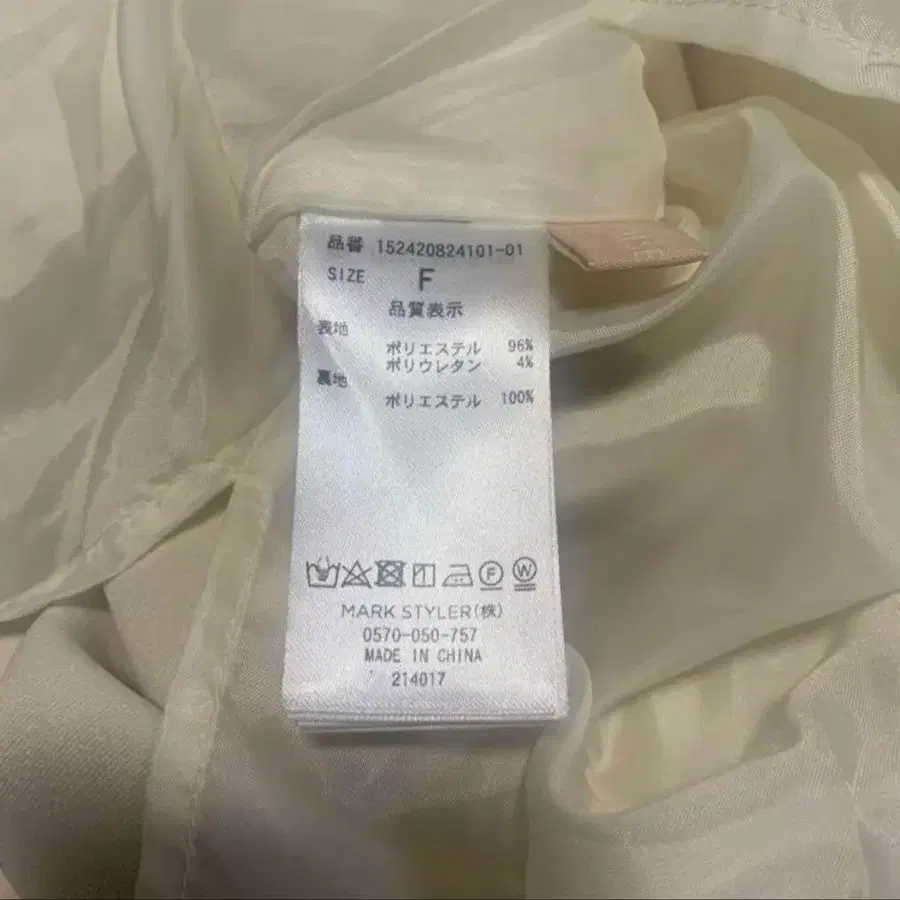 品番 152420824101-01
SIZE F
品質表示
表地
ポリエステル 96%
ポリウレタン 4%
裏地
ポリエステル 100%
F W
MARK STYLER(株)
0570-050-757
MADE IN CHINA
214017